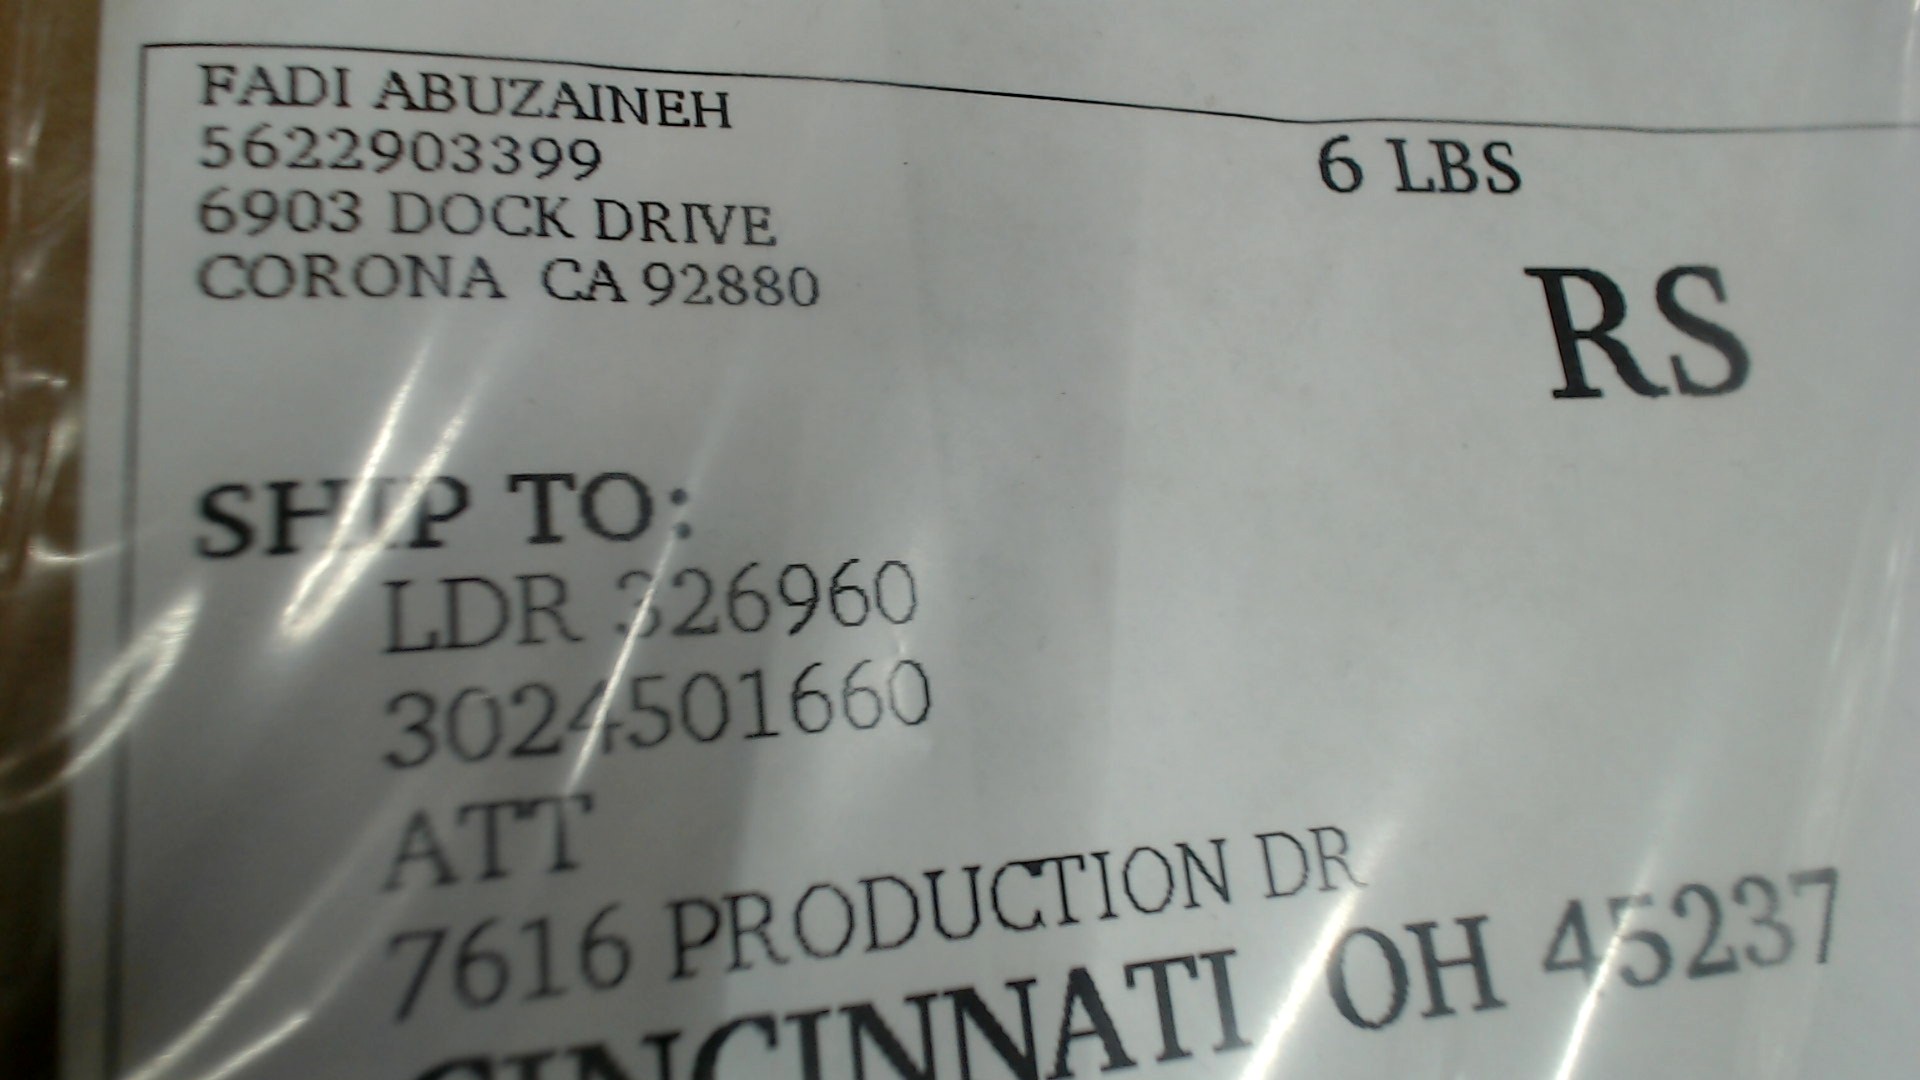 FADI ABUZAINEH
5622903399
6903 DOCK DRIVE
CORONA CA 92880
6 LBS
RS
SHIP TO:
LDR 326960
3024501660
ATT
7616 PRODUCTION DR
CINCINNATI OH 45237